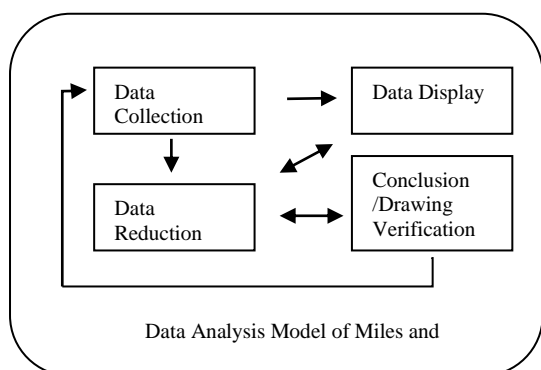 Data
Collection
Data Display
Data
Reduction
Conclusion
/Drawing
Verification
Data Analysis Model of Miles and